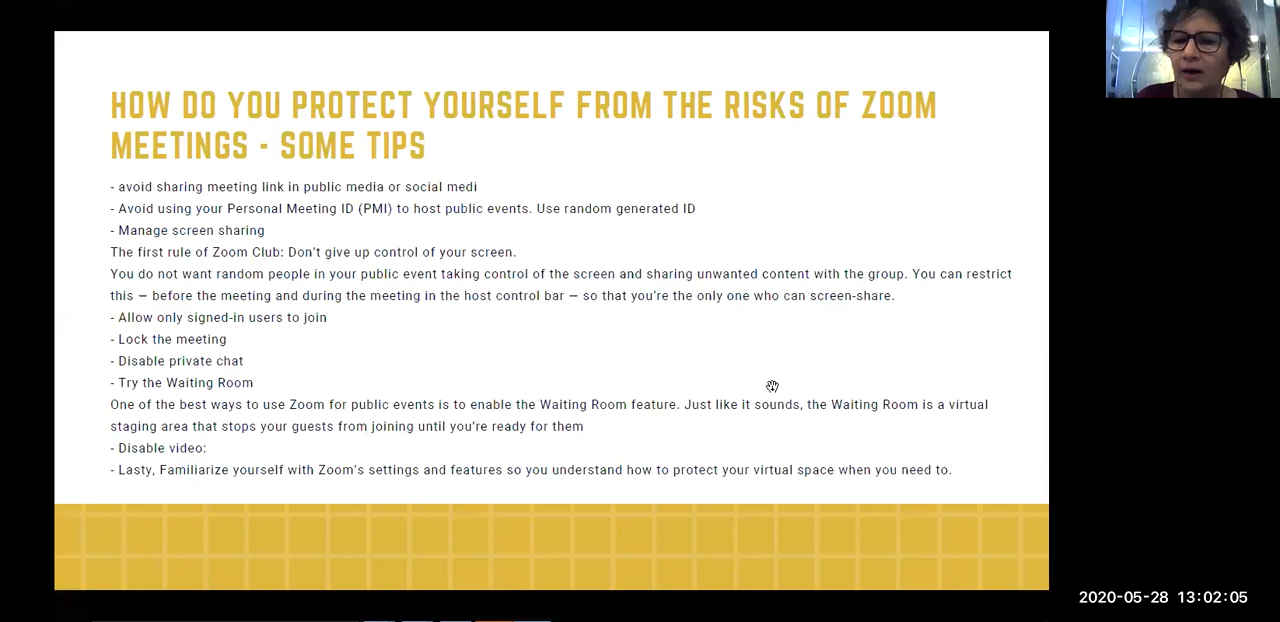 HOW DO YOU PROTECT YOURSELF FROM THE RISKS OF ZOOM
MEETINGS - SOME TIPS
- avoid sharing meeting link in public media or social medi
- Avoid using your Personal Meeting ID (PMI) to host public events. Use random generated ID
- Manage screen sharing
The first rule of Zoom Club: Don’t give up control of your screen.
You do not want random people in your public event taking control of the screen and sharing unwanted content with the group. You can restrict
this — before the meeting and during the meeting in the host control bar — so that you’re the only one who can screen-share.
- Allow only signed-in users to join
- Lock the meeting
- Disable private chat
- Try the Waiting Room
One of the best ways to use Zoom for public events is to enable the Waiting Room feature. Just like it sounds, the Waiting Room is a virtual
staging area that stops your guests from joining until you’re ready for them
- Disable video:
- Lasty, Familiarize yourself with Zoom’s settings and features so you understand how to protect your virtual space when you need to.
2020-05-28 13:02:05